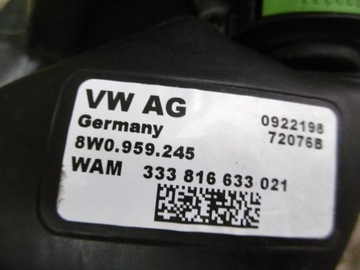 VW AG
Germany
0922198
72076B
8W0.959.245
WAM 333 816 633 021